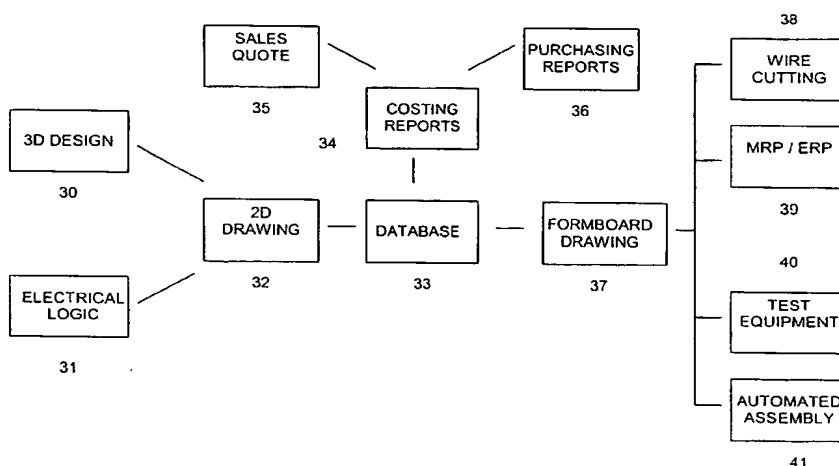 38
SALES
QUOTE
PURCHASING
REPORTS
WIRE
CUTTING
35
36
34
COSTING
REPORTS
3D DESIGN
MRP / ERP
30
39
2D
DRAWING
DATABASE
FORMBOARD
DRAWING
40
32
33
37
ELECTRICAL
LOGIC
TEST
EQUIPMENT
31
AUTOMATED
ASSEMBLY
41